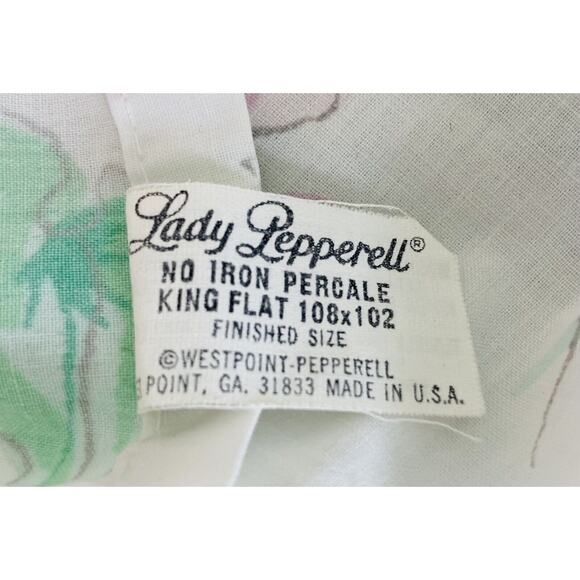 Lady Pepperell®
NO IRON PERCALE
KING FLAT 108x102
FINISHED SIZE
©WESTPOINT-PEPPERELL
POINT, GA. 31833 MADE IN U.S.A.